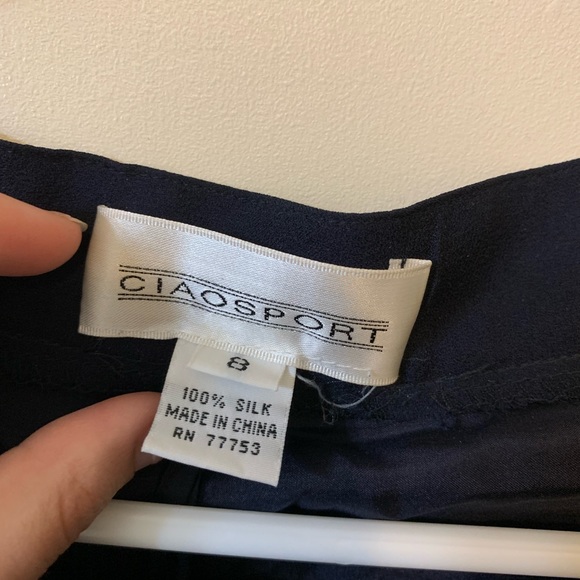 CIAOSPORT
8
100% SILK
MADE IN CHINA
RN 77753